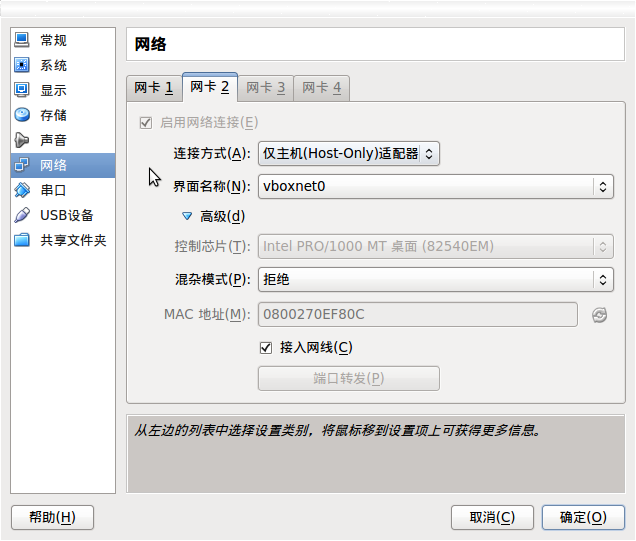 常规
系统
显示
存储
声音
网络
串口
USB设备
共享文件夹
网络
网卡 1 网卡 2 网卡 3 网卡 4
启用网络连接(E)
连接方式(A): 仅主机(Host-Only)适配器
界面名称(N): vboxnet0
高级(d)
控制芯片(T): Intel PRO/1000 MT 桌面 (82540EM)
混杂模式(P): 拒绝
MAC 地址(M): 0800270EF80C
接入网线(C)
端口转发(P)
从左边的列表中选择设置类别，将鼠标移到设置项上可获得更多信息。
帮助(H) 取消(C) 确定(O)